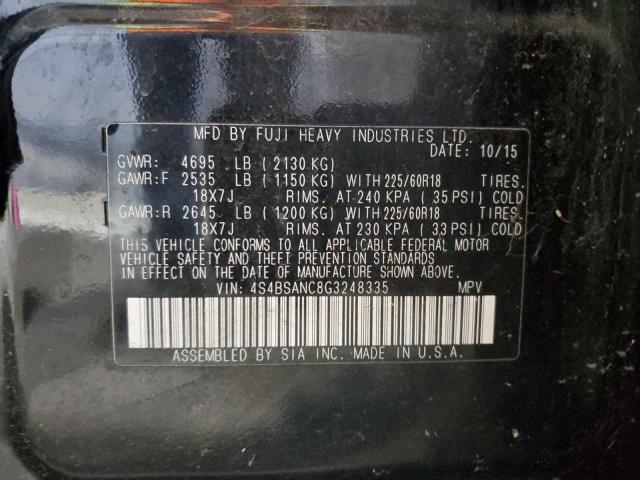 MFD BY FUJI HEAVY INDUSTRIES LTD.
DATE: 10/15
GVWR: 4695 LB ( 2130 KG)
GAWR:F 2535 LB ( 1150 KG) WITH 225/60R18 TIRES.
18X7J RIMS. AT 240 KPA ( 35 PSI) COLD
GAWR:R 2645 LB ( 1200 KG) WITH 225/60R18 TIRES.
18X7J RIMS. AT 230 KPA ( 33 PSI) COLD
THIS VEHICLE CONFORMS TO ALL APPLICABLE FEDERAL MOTOR
VEHICLE SAFETY AND THEFT PREVENTION STANDARDS
IN EFFECT ON THE DATE OF MANUFACTURE SHOWN ABOVE.
VIN: 4S4BSANC8G3248335 MPV
ASSEMBLED BY SIA INC. MADE IN U.S.A.